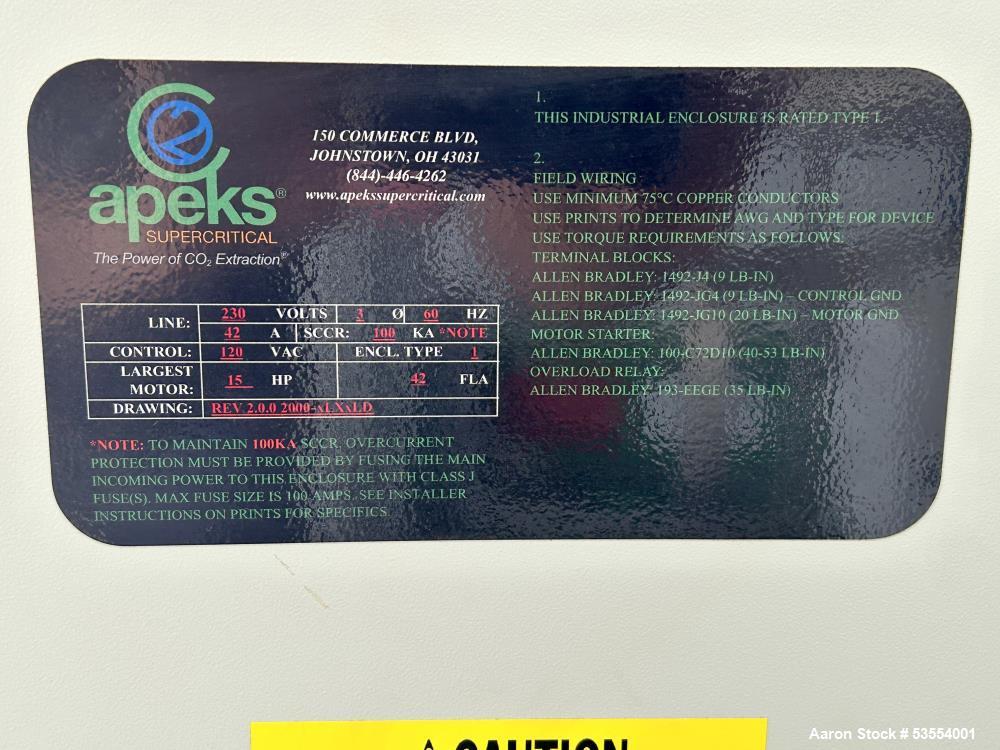 apeks®
SUPERCRITICAL
The Power of CO₂ Extraction®
150 COMMERCE BLVD,
JOHNSTOWN, OH 43031
(844)-446-4262
www.apekssupercritical.com
LINE: 230 VOLTS 3 Ø 60 HZ
42 A SCCR: 100 KA *NOTE
CONTROL: 120 VAC ENCL. TYPE 1
LARGEST MOTOR: 15 HP 42 FLA
DRAWING: REV 2.0.0 2000-xLXxLD
*NOTE: TO MAINTAIN 100KA SCCR, OVERCURRENT
PROTECTION MUST BE PROVIDED BY FUSING THE MAIN
INCOMING POWER TO THIS ENCLOSURE WITH CLASS J
FUSE(S). MAX FUSE SIZE IS 100 AMPS. SEE INSTALLER
INSTRUCTIONS ON PRINTS FOR SPECIFICS.
1.
THIS INDUSTRIAL ENCLOSURE IS RATED TYPE 1.
2.
FIELD WIRING
USE MINIMUM 75°C COPPER CONDUCTORS
USE PRINTS TO DETERMINE AWG AND TYPE FOR DEVICE
USE TORQUE REQUIREMENTS AS FOLLOWS:
TERMINAL BLOCKS:
ALLEN BRADLEY: 1492-J4 (9 LB-IN)
ALLEN BRADLEY: 1492-JG4 (9 LB-IN) – CONTROL GND
ALLEN BRADLEY: 1492-JG10 (20 LB-IN) – MOTOR GND
MOTOR STARTER:
ALLEN BRADLEY: 100-C72D10 (40-53 LB-IN)
OVERLOAD RELAY:
ALLEN BRADLEY: 193-EEGE (35 LB-IN)
CAUTION
Aaron Stock # 53554001